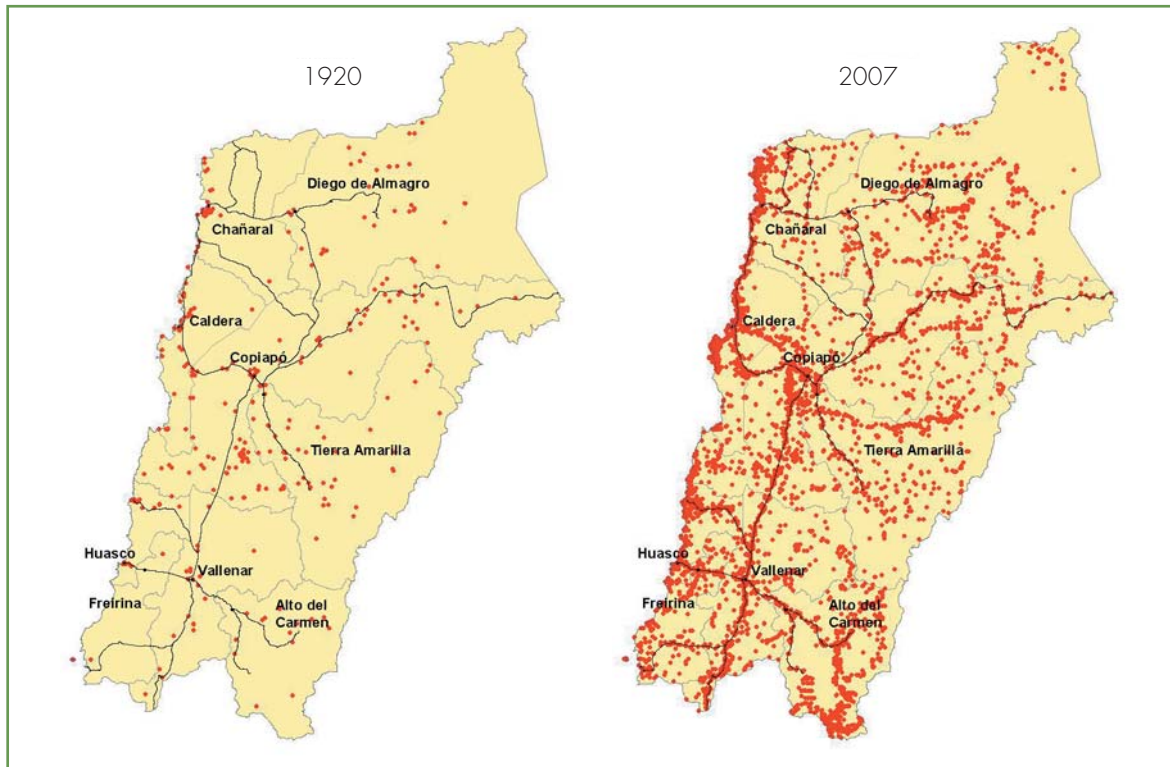 1920
Diego de Almagro
Chañaral
Caldera
Copiapó
Tierra Amarilla
Huasco
Vallenar
Freirina
Alto del
Carmen
2007
Diego de Almagro
Chañaral
Caldera
Copiapó
Tierra Amarilla
Huasco
Vallenar
Freirina
Alto del
Carmen